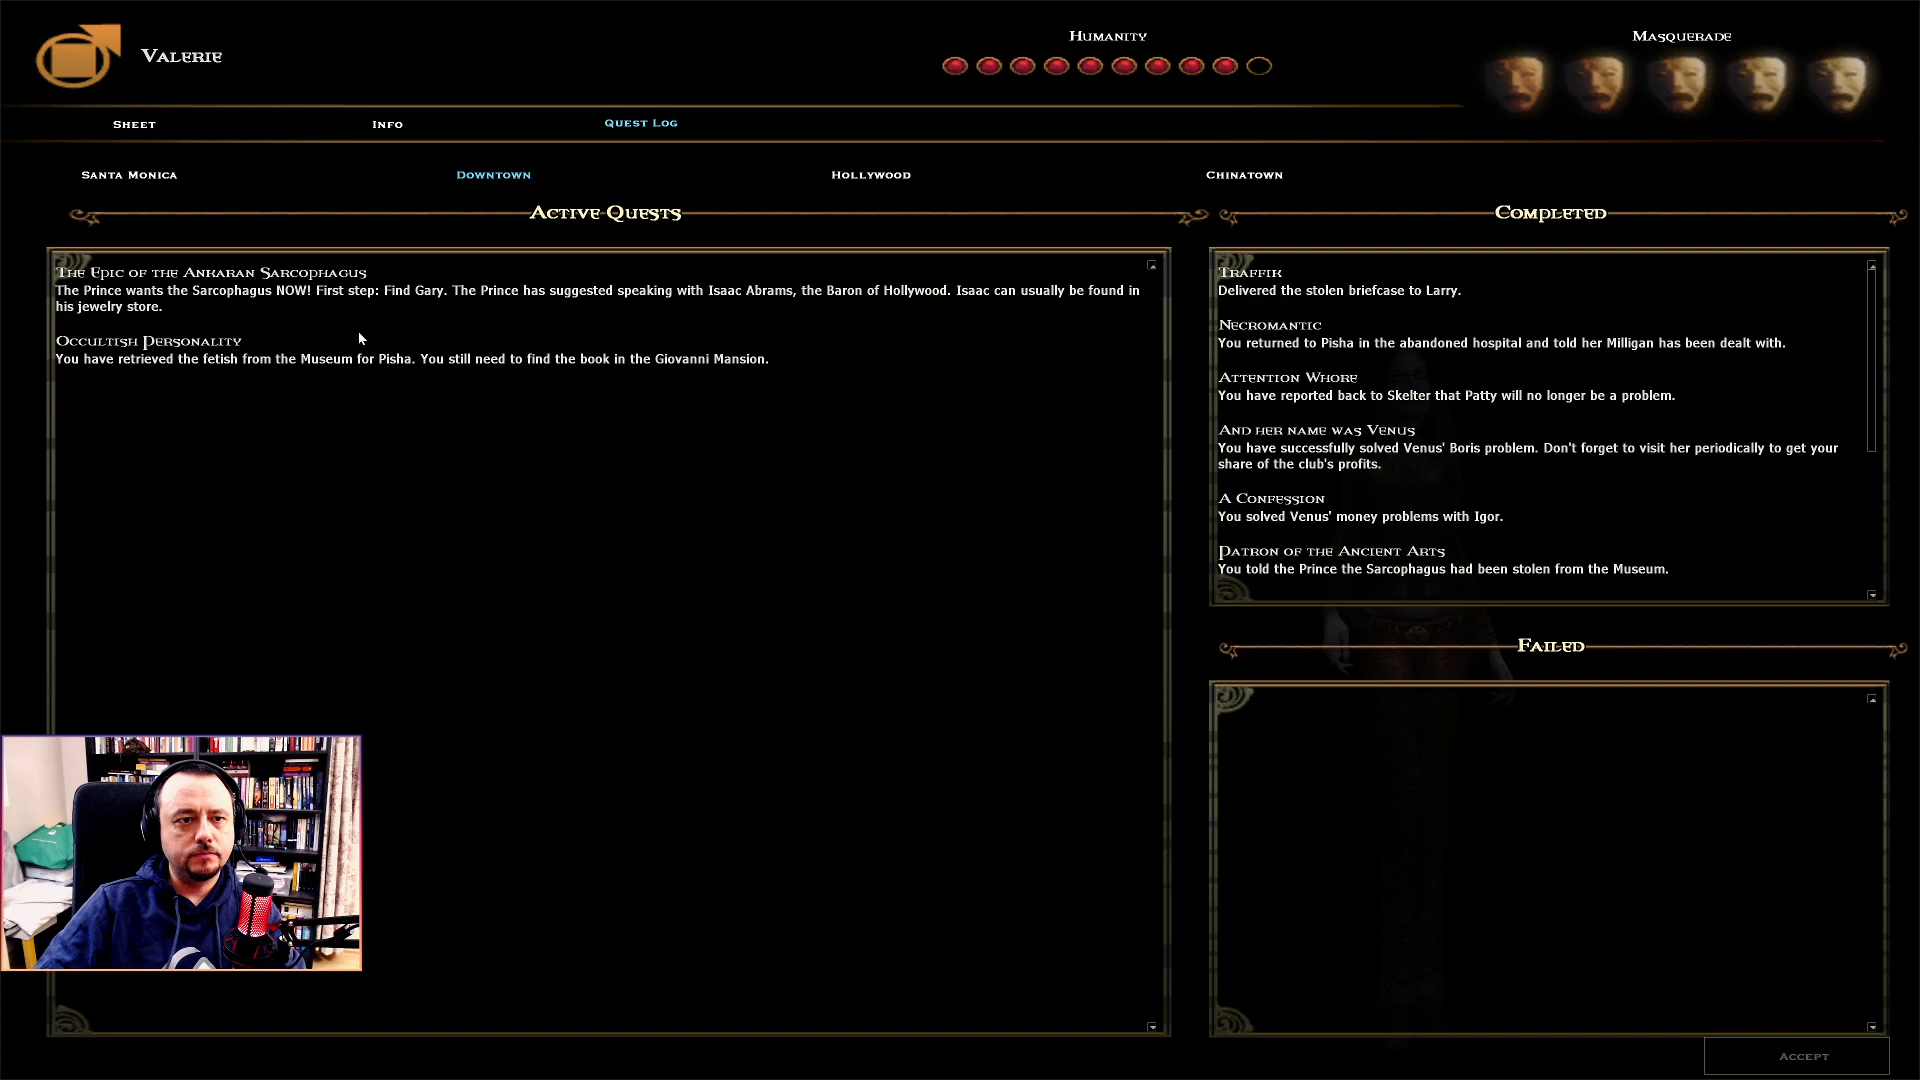 Valerie
Humanity
Masquerade
Sheet
Info
Quest Log
Santa Monica
Downtown
Hollywood
Chinatown
Active Quests
The Epic of the Ankaran Sarcophagus
The Prince wants the Sarcophagus NOW! First step: Find Gary. The Prince has suggested speaking with Isaac Abrams, the Baron of Hollywood. Isaac can usually be found in
his jewelry store.
Occultish Personality
You have retrieved the fetish from the Museum for Pisha. You still need to find the book in the Giovanni Mansion.
Completed
Traffik
Delivered the stolen briefcase to Larry.
Necromantic
You returned to Pisha in the abandoned hospital and told her Milligan has been dealt with.
Attention Whore
You have reported back to Skelter that Patty will no longer be a problem.
And her name was Venus
You have successfully solved Venus' Boris problem. Don't forget to visit her periodically to get your
share of the club's profits.
A Confession
You solved Venus' money problems with Igor.
Patron of the Ancient Arts
You told the Prince the Sarcophagus had been stolen from the Museum.
Failed
Accept